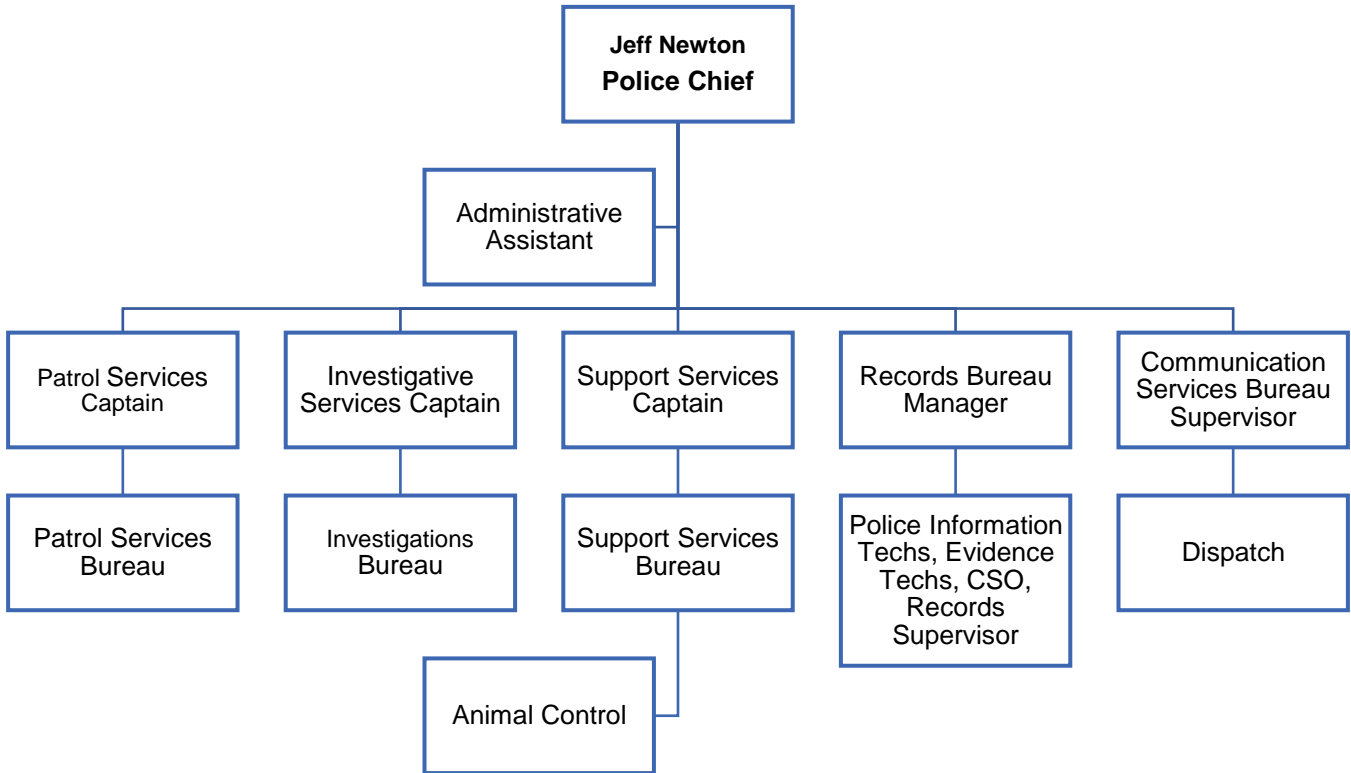 Jeff Newton
Police Chief
Administrative
Assistant
Patrol Services
Captain
Investigative
Services Captain
Support Services
Captain
Records Bureau
Manager
Communication
Services Bureau
Supervisor
Patrol Services
Bureau
Investigations
Bureau
Support Services
Bureau
Police Information
Techs, Evidence
Techs, CSO,
Records
Supervisor
Dispatch
Animal Control